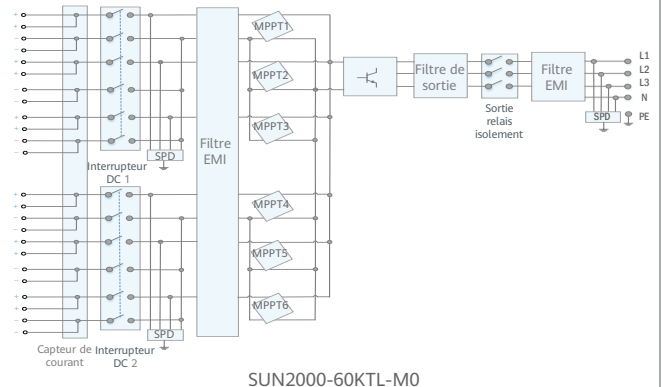 MPPT1
MPPT2
MPPT3
MPPT4
MPPT5
MPPT6
SPD
Interrupteur
DC 1
SPD
Capteur de
courant
Interrupteur
DC 2
Filtre
EMI
Filtre de
sortie
Sortie
relais
isolement
Filtre
EMI
SPD
L1
L2
L3
N
PE
SUN2000-60KTL-M0